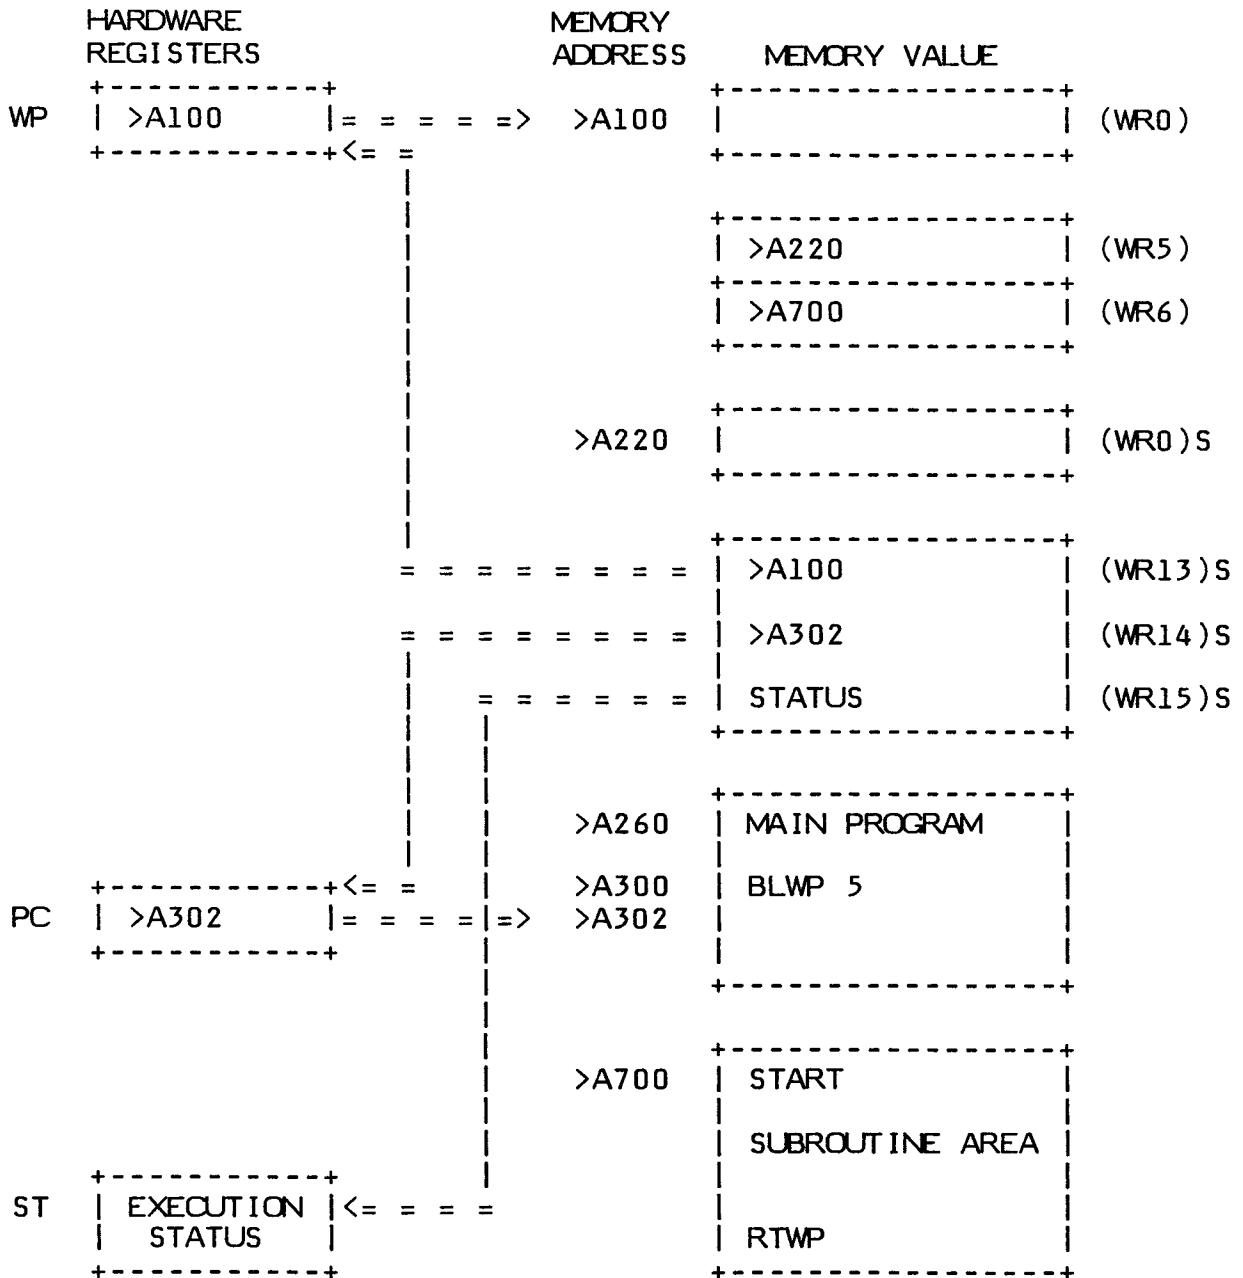 HARDWARE MEMORY
REGISTERS ADDRESS MEMORY VALUE
WP >A100 >A100 (WR0)
>A220 (WR5)
>A700 (WR6)
>A220 (WR0)S
>A100 (WR13)S
>A302 (WR14)S
STATUS (WR15)S
>A260 MAIN PROGRAM
>A300 BLWP 5
PC >A302 >A302
>A700 START
SUBROUTINE AREA
ST EXECUTION
STATUS RTWP